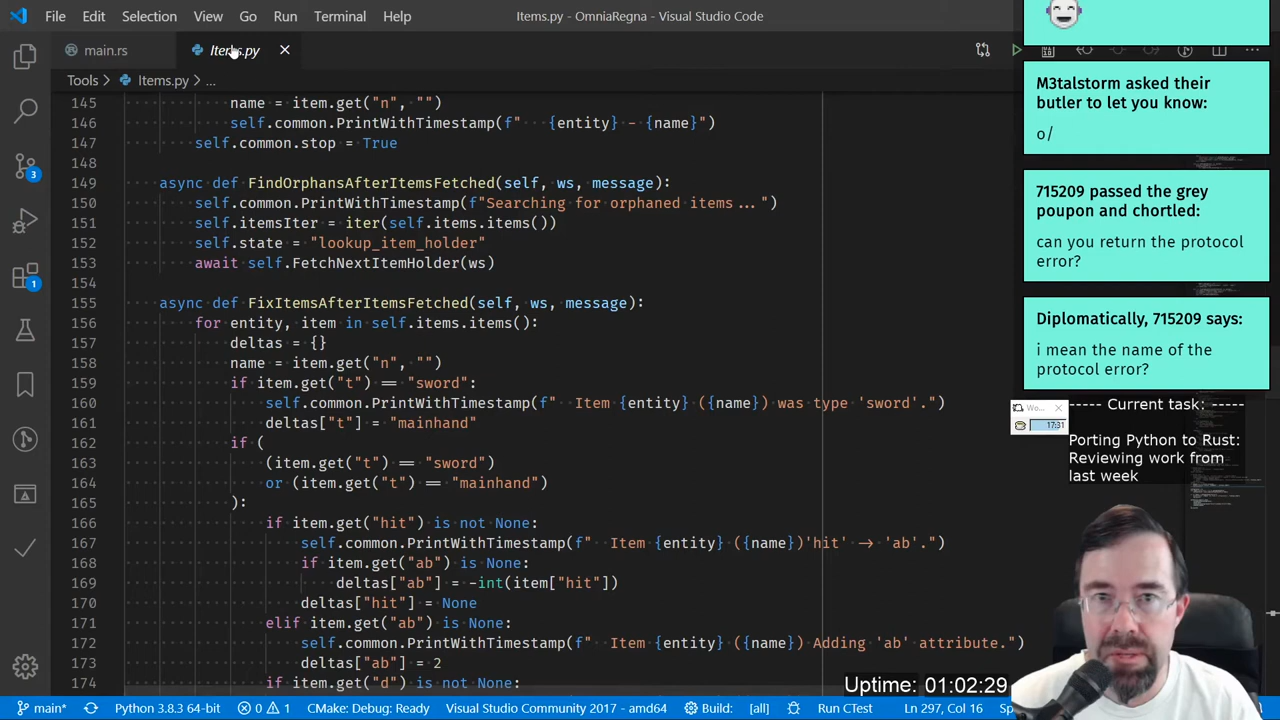 File Edit Selection View Go Run Terminal Help
Items.py - OmniaRegna - Visual Studio Code
main.rs
Items.py
Tools > Items.py > ...
145 name = item.get("n", "")
146 self.common.PrintWithTimestamp(f"   {entity} - {name}")
147 self.common.stop = True
148
149 async def FindOrphansAfterItemsFetched(self, ws, message):
150 self.common.PrintWithTimestamp(f"Searching for orphaned items...")
151 self.itemsIter = iter(self.items.items())
152 self.state = "lookup_item_holder"
153 await self.FetchNextItemHolder(ws)
154
155 async def FixItemsAfterItemsFetched(self, ws, message):
156 for entity, item in self.items.items():
157 deltas = {}
158 name = item.get("n", "")
159 if item.get("t") == "sword":
160 self.common.PrintWithTimestamp(f"  Item {entity} ({name}) was type 'sword'.")
161 deltas["t"] = "mainhand"
162 if (
163 (item.get("t") == "sword")
164 or (item.get("t") == "mainhand")
165 ):
166 if item.get("hit") is not None:
167 self.common.PrintWithTimestamp(f"  Item {entity} ({name})'hit' -> 'ab'.")
168 if item.get("ab") is None:
169 deltas["ab"] = -int(item["hit"])
170 deltas["hit"] = None
171 elif item.get("ab") is None:
172 self.common.PrintWithTimestamp(f"  Item {entity} ({name}) Adding 'ab' attribute.")
173 deltas["ab"] = 2
174 if item.get("d") is not None:
M3talstorm asked their
butler to let you know:
o/
715209 passed the grey
poupon and chortled:
can you return the protocol
error?
Diplomatically, 715209 says:
i mean the name of the
protocol error?
Wo...
17:31
----- Current task: -----
Porting Python to Rust:
Reviewing work from
last week
3
1
Uptime: 01:02:29
main* Python 3.8.3 64-bit 0 1 CMake: Debug: Ready Visual Studio Community 2017 - amd64 Build: [all] Run CTest Ln 297, Col 16